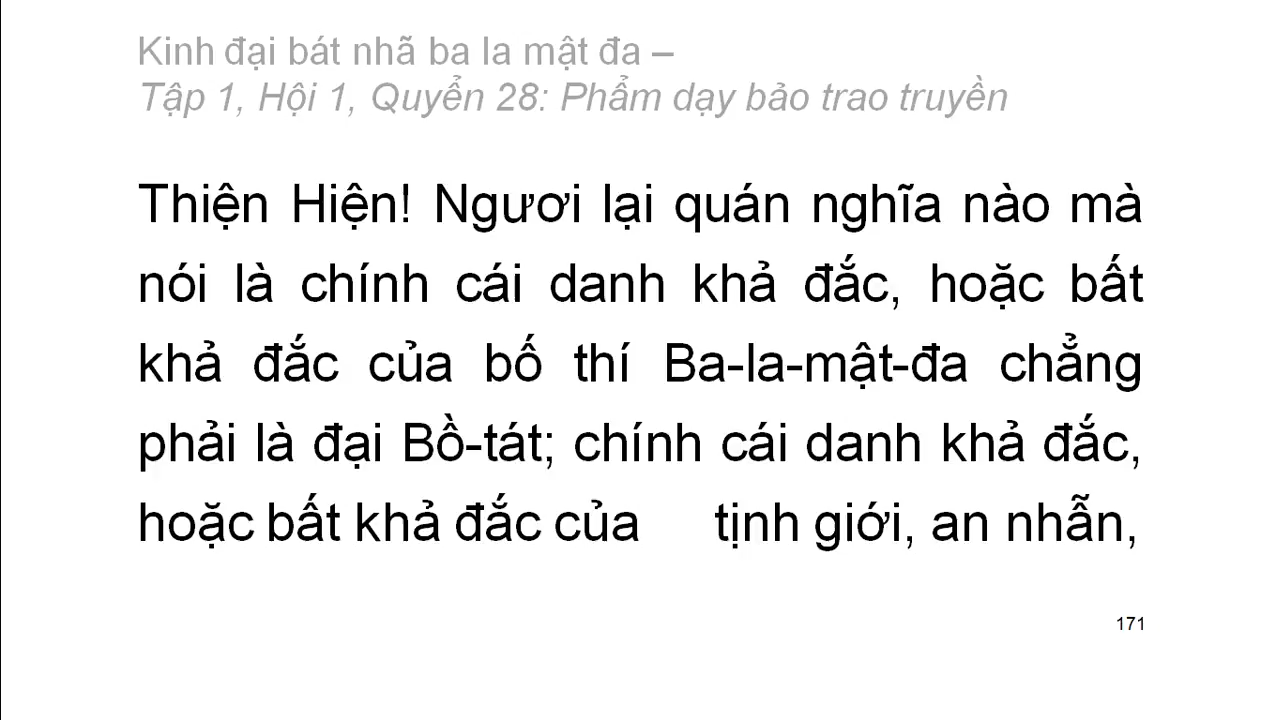 Kinh đại bát nhã ba la mật đa –
Tập 1, Hội 1, Quyển 28: Phẩm dạy bảo trao truyền
Thiện Hiện! Ngươi lại quán nghĩa nào mà
nói là chính cái danh khả đắc, hoặc bất
khả đắc của bố thí Ba-la-mật-đa chẳng
phải là đại Bồ-tát; chính cái danh khả đắc,
hoặc bất khả đắc của tịnh giới, an nhẫn,
171